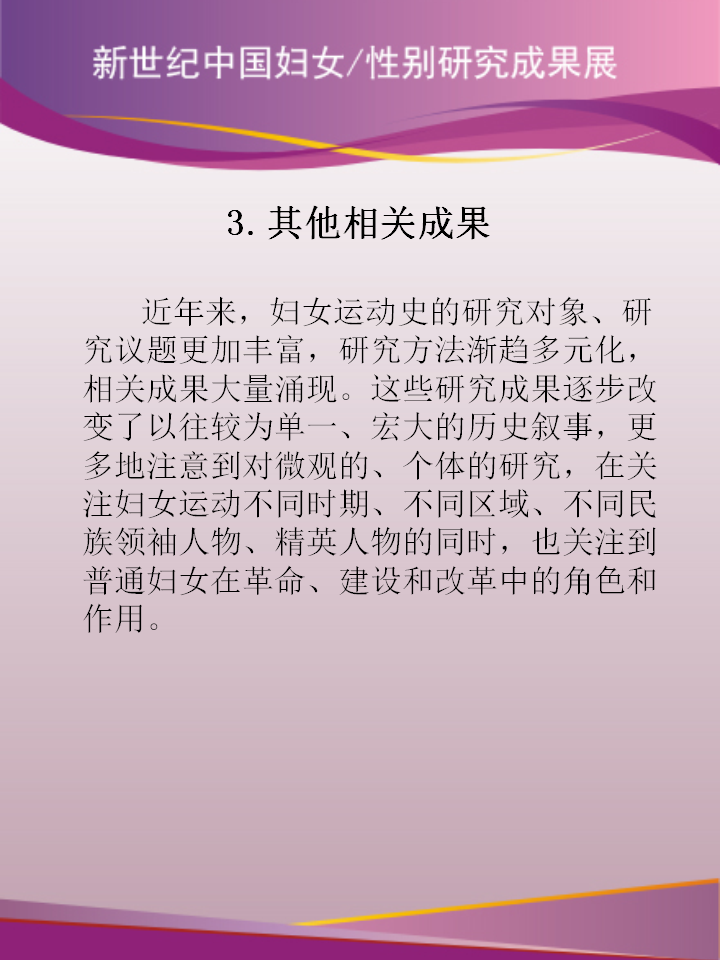 新世纪中国妇女/性别研究成果展
3. 其他相关成果
近年来，妇女运动史的研究对象、研
究议题更加丰富，研究方法渐趋多元化，
相关成果大量涌现。这些研究成果逐步改
变了以往较为单一、宏大的历史叙事，更
多地注意到对微观的、个体的研究，在关
注妇女运动不同时期、不同区域、不同民
族领袖人物、精英人物的同时，也关注到
普通妇女在革命、建设和改革中的角色和
作用。